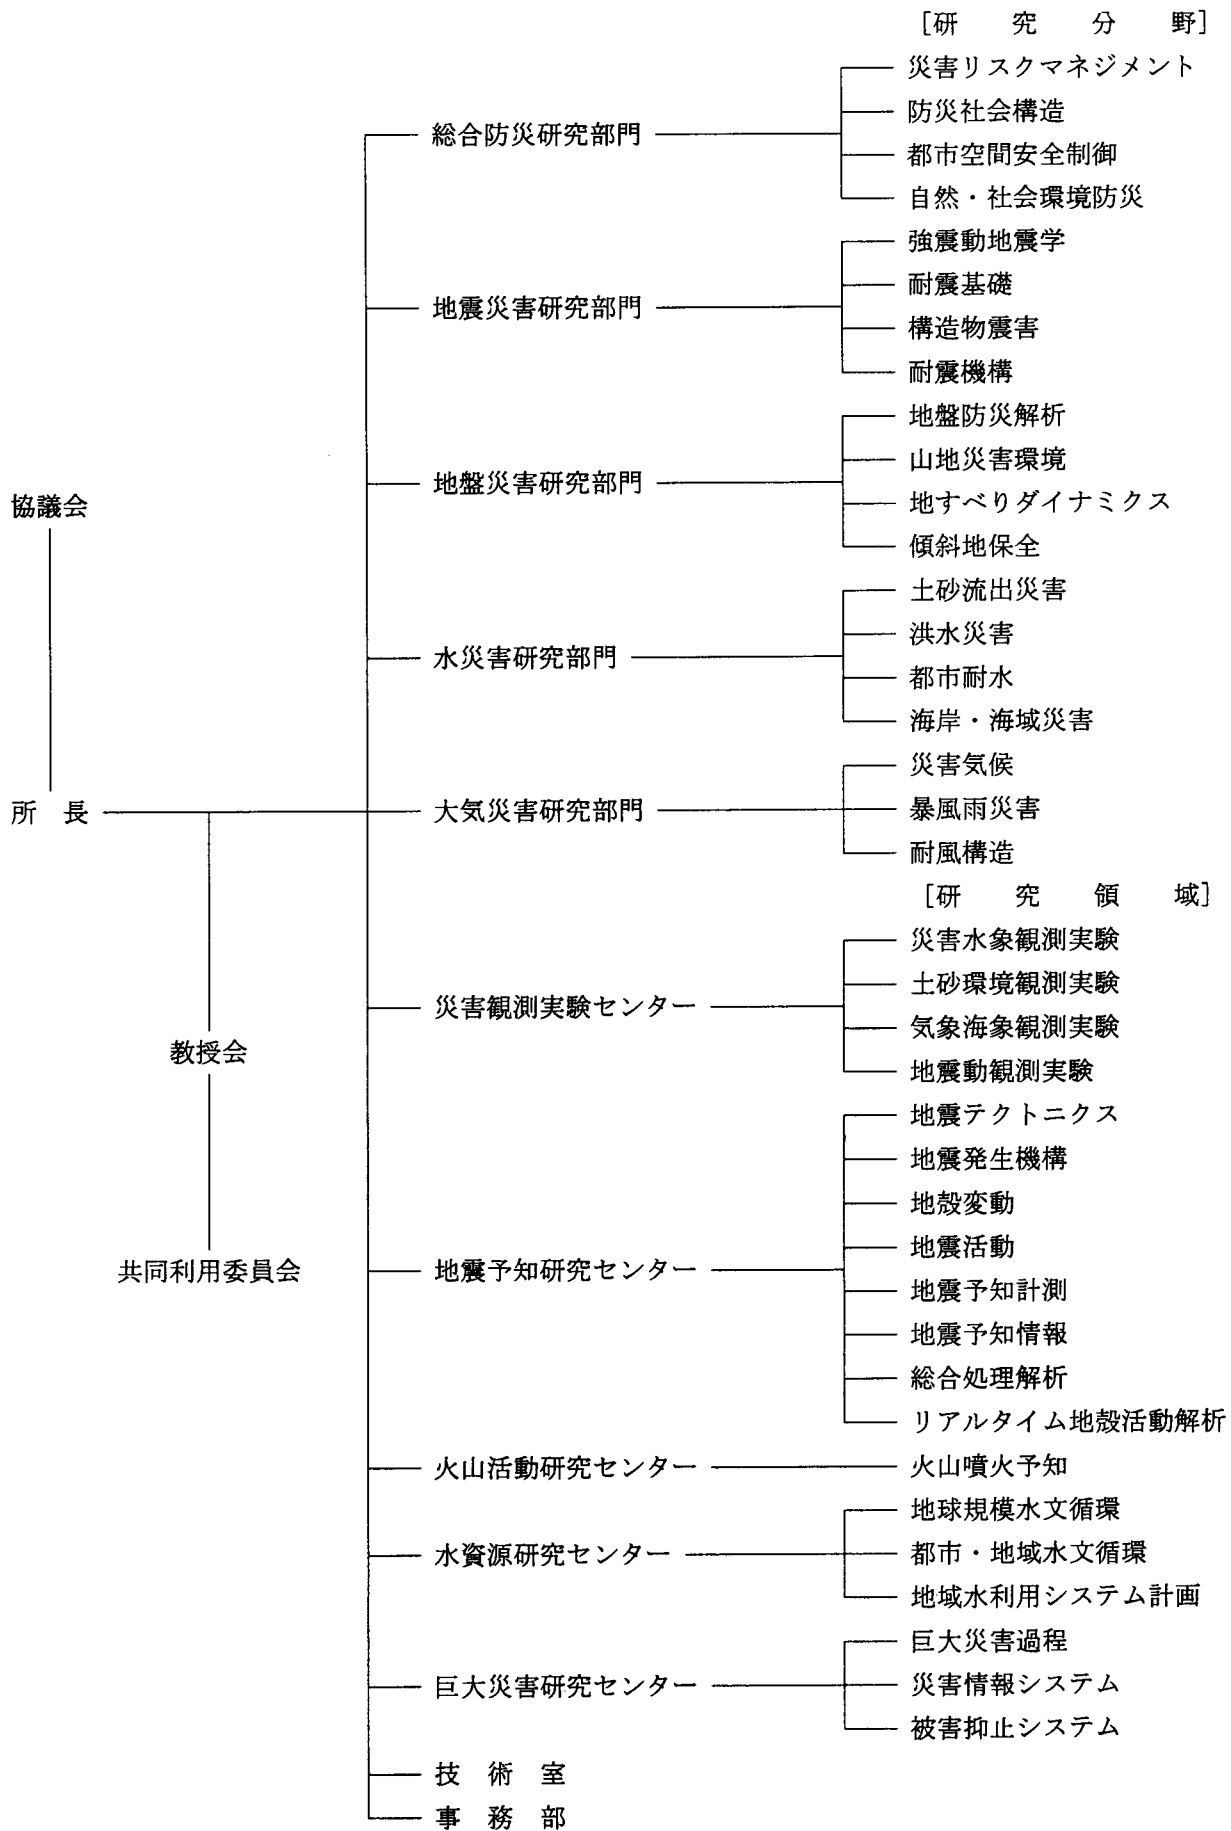 ［研究分野］
災害リスクマネジメント
防災社会構造
総合防災研究部門
都市空間安全制御
自然・社会環境防災
強震動地震学
耐震基礎
地震災害研究部門
構造物震害
耐震機構
地盤防災解析
山地災害環境
地盤災害研究部門
地すべりダイナミクス
傾斜地保全
協議会
土砂流出災害
洪水災害
水災害研究部門
都市耐水
海岸・海域災害
災害気候
所長
大気災害研究部門
暴風雨災害
耐風構造
［研究領域］
災害水象観測実験
土砂環境観測実験
災害観測実験センター
気象海象観測実験
地震動観測実験
教授会
地震テクトニクス
地震発生機構
地殻変動
地震活動
共同利用委員会
地震予知研究センター
地震予知計測
地震予知情報
総合処理解析
リアルタイム地殻活動解析
火山活動研究センター
火山噴火予知
地球規模水文循環
水資源研究センター
都市・地域水文循環
地域水利用システム計画
巨大災害過程
巨大災害研究センター
災害情報システム
被害抑止システム
技術室
事務部